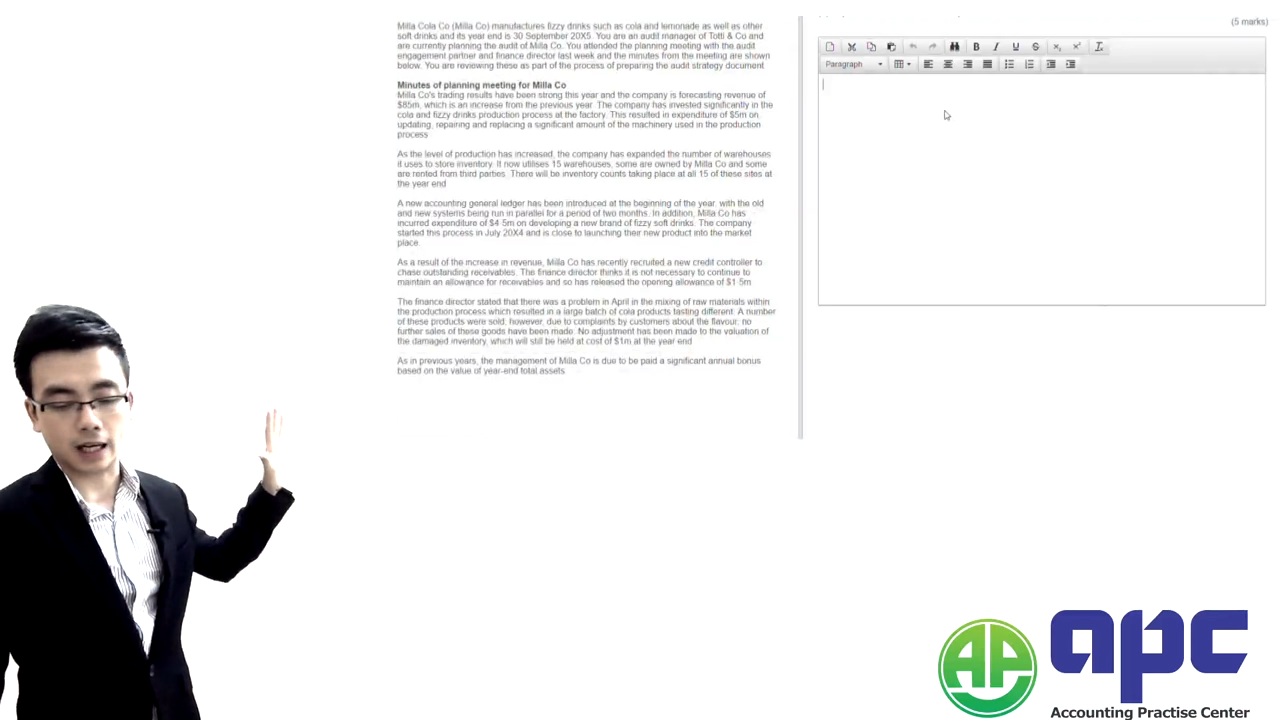 Milla Cola Co (Milla Co) manufactures fizzy drinks such as cola and lemonade as well as other
soft drinks and its year end is 30 September 20X5. You are an audit manager of Totti & Co and
are currently planning the audit of Milla Co. You attended the planning meeting with the audit
engagement partner and finance director last week and the minutes from the meeting are shown
below. You are reviewing these as part of the process of preparing the audit strategy document.
Minutes of planning meeting for Milla Co
Milla Co's trading results have been strong this year and the company is forecasting revenue of
$85m, which is an increase from the previous year. The company has invested significantly in the
cola and fizzy drinks production process at the factory. This resulted in expenditure of $5m on
updating, repairing and replacing a significant amount of the machinery used in the production
process
As the level of production has increased, the company has expanded the number of warehouses
it uses to store inventory. It now utilises 15 warehouses, some are owned by Milla Co and some
are rented from third parties. There will be inventory counts taking place at all 15 of these sites at
the year end
A new accounting general ledger has been introduced at the beginning of the year, with the old
and new systems being run in parallel for a period of two months. In addition, Milla Co has
incurred expenditure of $4·5m on developing a new brand of fizzy soft drinks. The company
started this process in July 20X4 and is close to launching their new product into the market
place.
As a result of the increase in revenue, Milla Co has recently recruited a new credit controller to
chase outstanding receivables. The finance director thinks it is not necessary to continue to
maintain an allowance for receivables and so has released the opening allowance of $1·5m
The finance director stated that there was a problem in April in the mixing of raw materials within
the production process which resulted in a large batch of cola products tasting different. A number
of these products were sold, however, due to complaints by customers about the flavour, no
further sales of these goods have been made. No adjustment has been made to the valuation of
the damaged inventory, which will still be held at cost of $1m at the year end
As in previous years, the management of Milla Co is due to be paid a significant annual bonus
based on the value of year-end total assets
(5 marks)
Paragraph
AP
apc
Accounting Practise Center